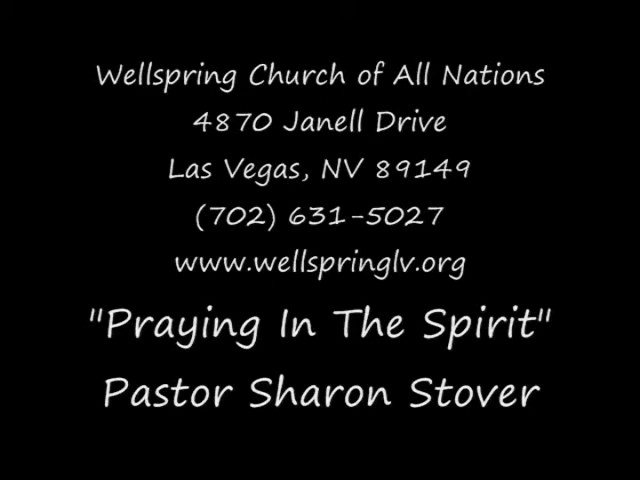 Wellspring Church of All Nations
4870 Janell Drive
Las Vegas, NV 89149
(702) 631-5027
www.wellspringlv.org
"Praying In The Spirit"
Pastor Sharon Stover